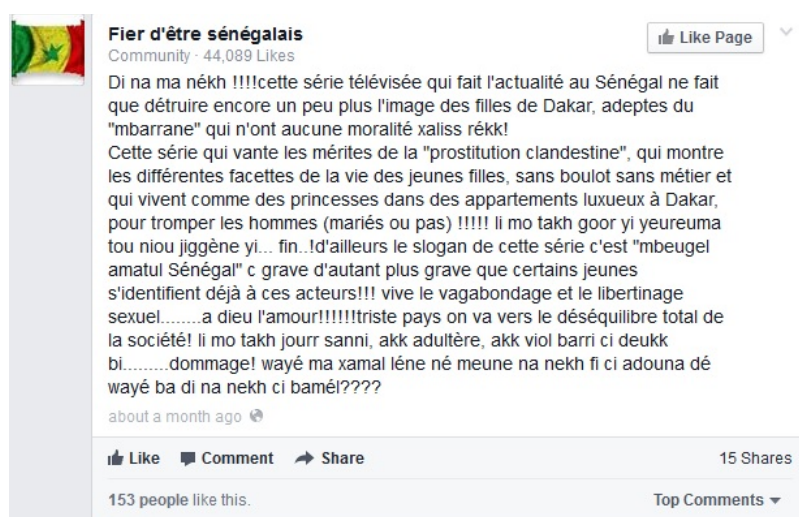 Fier d'être sénégalais
Like Page
Community · 44,089 Likes
Di na ma nékh !!!!cette série télévisée qui fait l'actualité au Sénégal ne fait
que détruire encore un peu plus l'image des filles de Dakar, adeptes du
"mbarrane" qui n'ont aucune moralité xaliss rékk!
Cette série qui vante les mérites de la "prostitution clandestine", qui montre
les différentes facettes de la vie des jeunes filles, sans boulot sans métier et
qui vivent comme des princesses dans des appartements luxueux à Dakar,
pour tromper les hommes (mariés ou pas) !!!!! li mo takh goor yi yeureuma
tou niou jiggène yi... fin..!d'ailleurs le slogan de cette série c'est "mbeugel
amatul Sénégal" c grave d'autant plus grave que certains jeunes
s'identifient déjà à ces acteurs!!! vive le vagabondage et le libertinage
sexuel........a dieu l'amour!!!!!!triste pays on va vers le déséquilibre total de
la société! li mo takh jourr sanni, akk adultère, akk viol barri ci deukk
bi.........dommage! wayé ma xamal léne né meune na nekh fi ci adouna dé
wayé ba di na nekh ci bamél????
about a month ago
Like Comment Share
15 Shares
153 people like this.
Top Comments